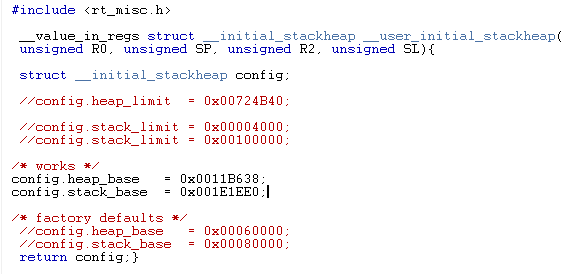 #include <rt_misc.h>
__value_in_regs struct __initial_stackheap __user_initial_stackheap(
unsigned R0, unsigned SP, unsigned R2, unsigned SL){
struct __initial_stackheap config;
//config.heap_limit  = 0x00724B40;
//config.stack_limit = 0x00004000;
//config.stack_limit = 0x00100000;
/* works */
config.heap_base   = 0x0011B638;
config.stack_base  = 0x001E1EE0;
/* factory defaults */
//config.heap_base   = 0x00060000;
//config.stack_base  = 0x00080000;
return config;}